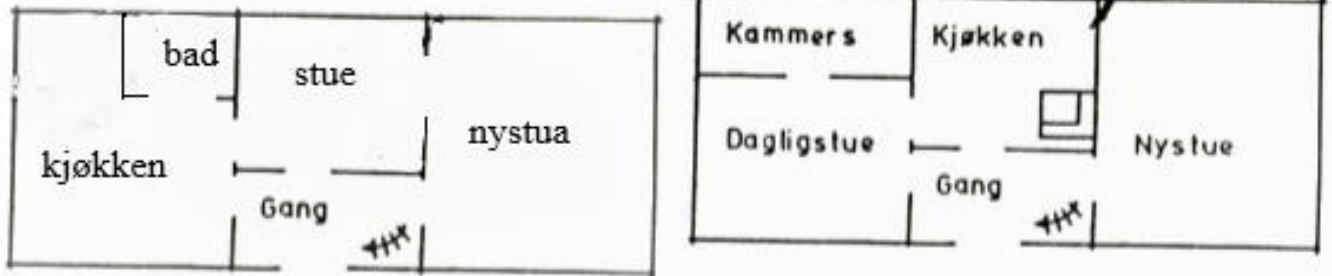 bad
stue
nystua
kjøkken
Gang
Kammers
Kjøkken
Dagligstue
Nystue
Gang